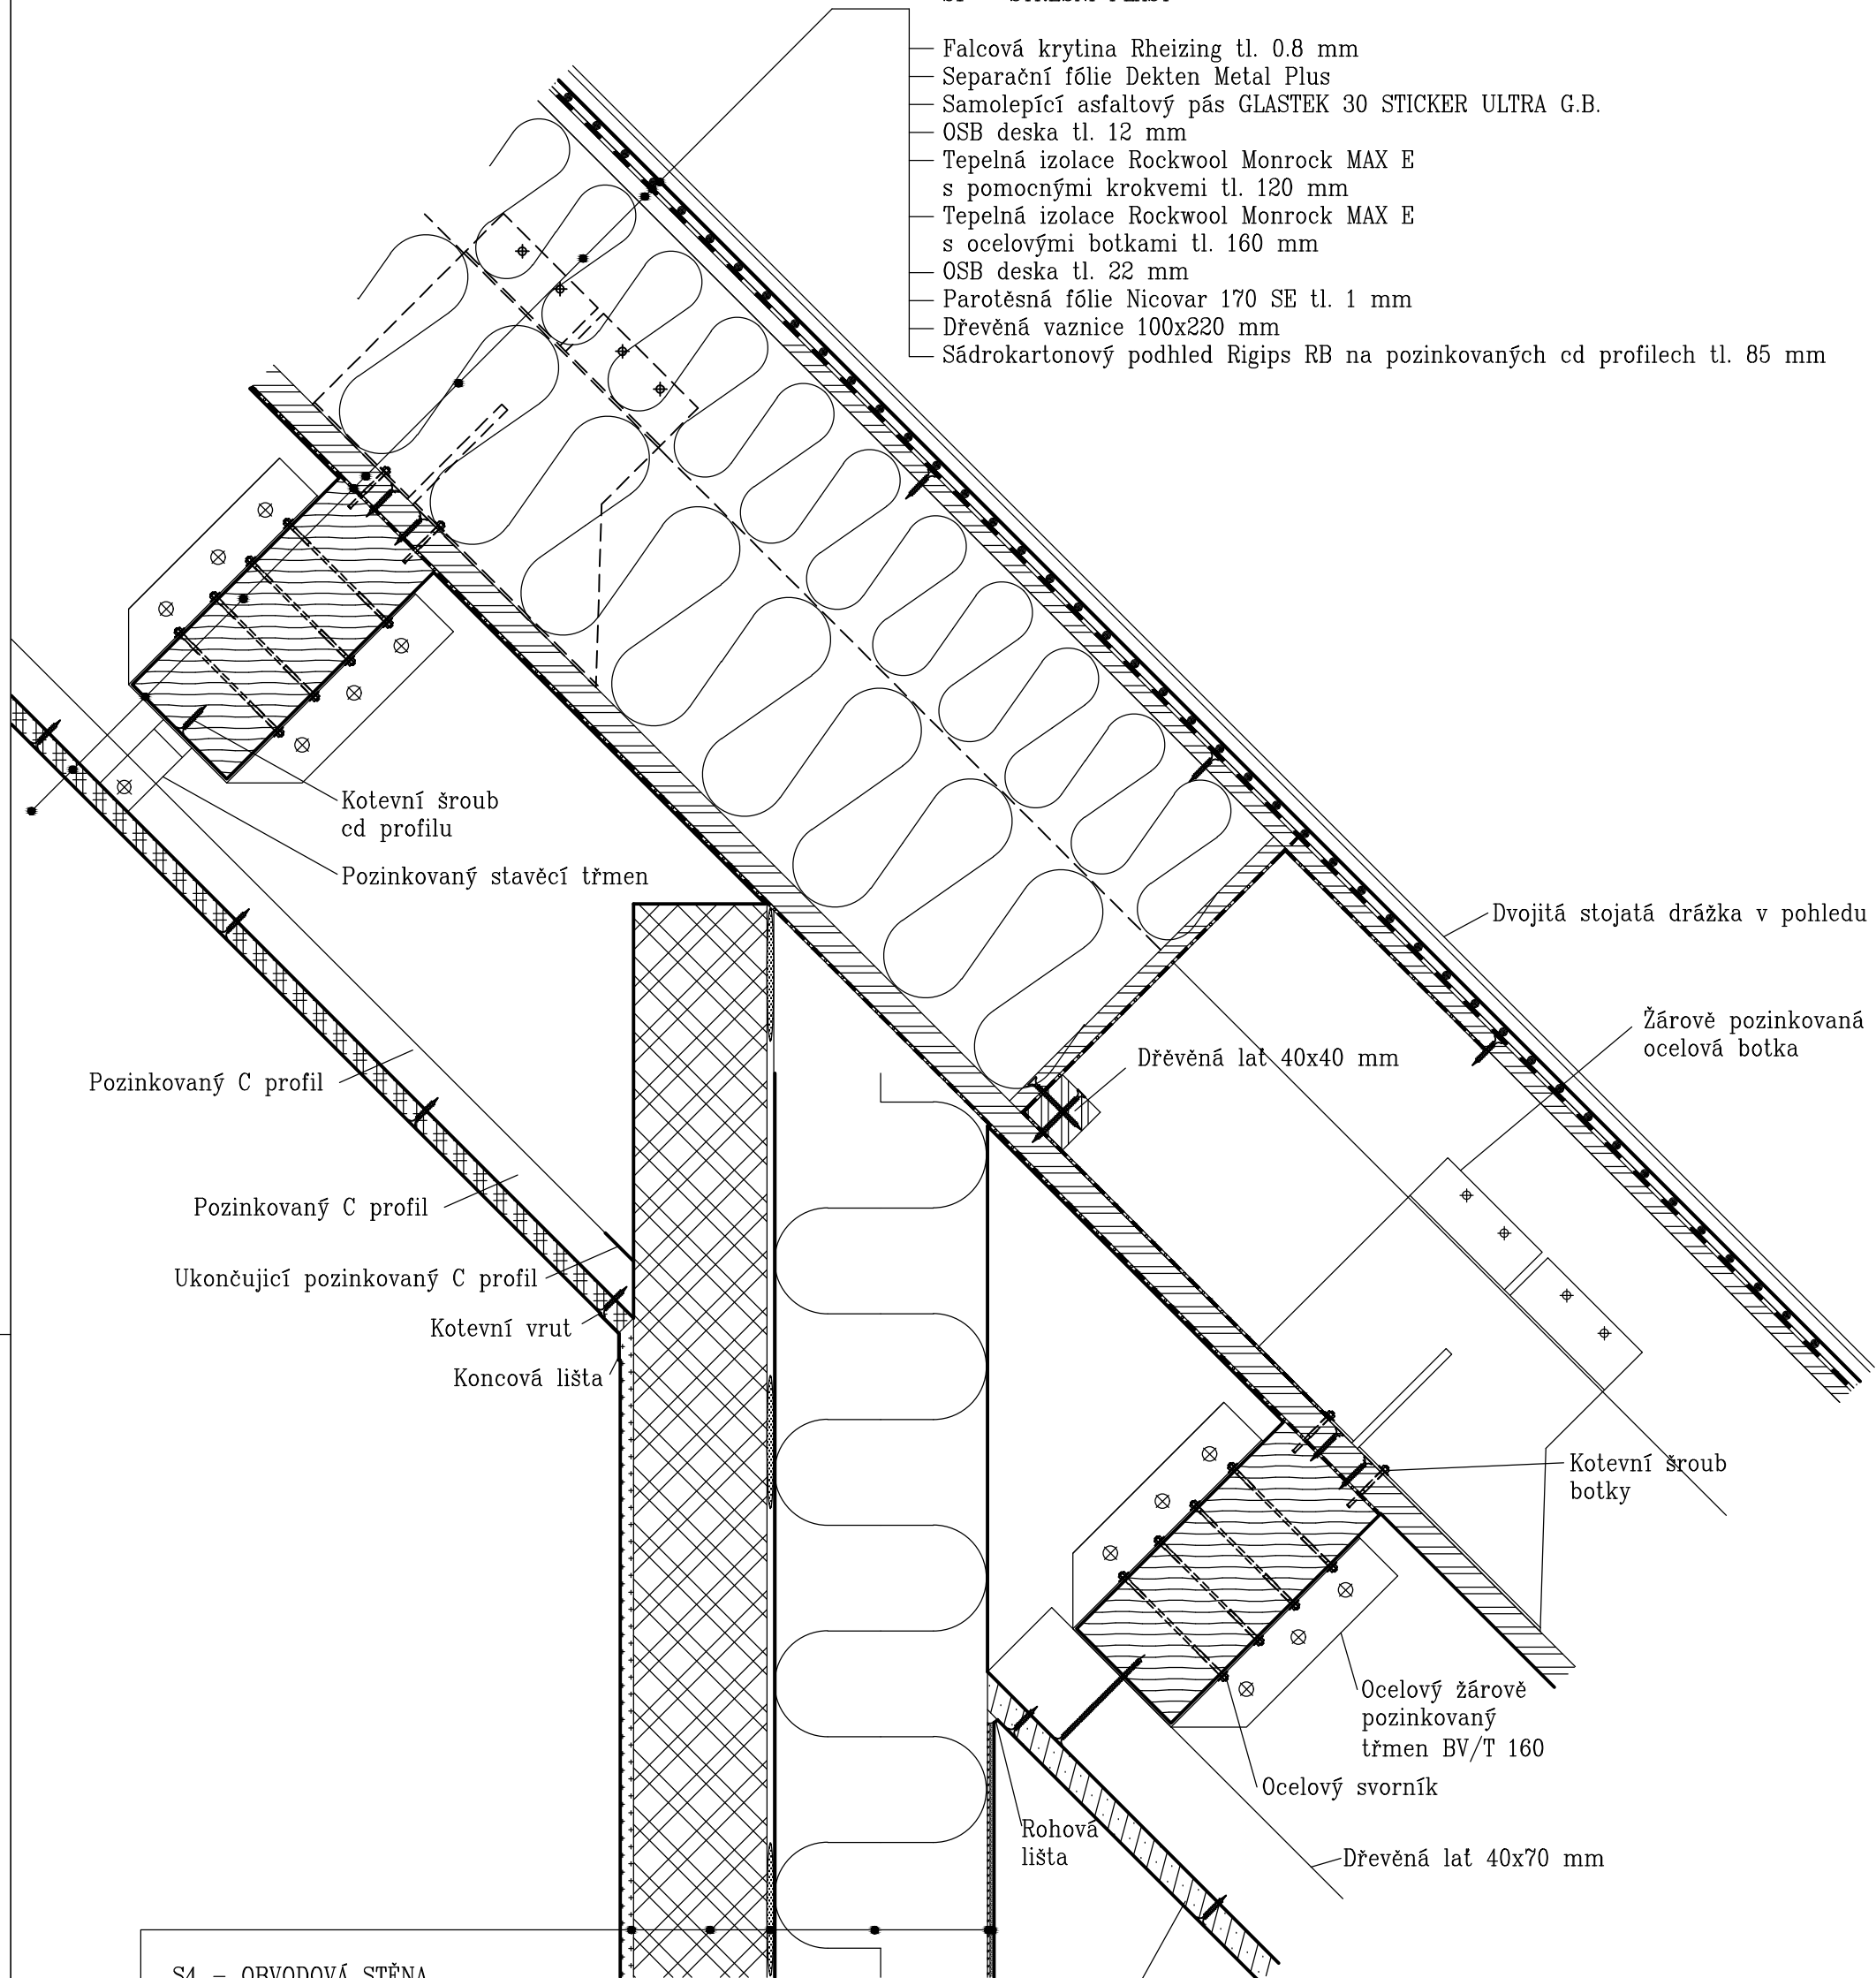 Falcová krytina Rheizing tl. 0.8 mm
Separační fólie Dekten Metal Plus
Samolepící asfaltový pás GLASTEK 30 STICKER ULTRA G.B.
OSB deska tl. 12 mm
Tepelná izolace Rockwool Monrock MAX E
s pomocnými krokvemi tl. 120 mm
Tepelná izolace Rockwool Monrock MAX E
s ocelovými botkami tl. 160 mm
OSB deska tl. 22 mm
Parotěsná fólie Nicovar 170 SE tl. 1 mm
Dřevěná vaznice 100x220 mm
Sádrokartonový podhled Rigips RB na pozinkovaných cd profilech tl. 85 mm
Kotevní šroub
cd profilu
Pozinkovaný stavěcí třmen
Dvojitá stojatá drážka v pohledu
Žárově pozinkovaná
ocelová botka
Dřěvěná lať 40x40 mm
Pozinkovaný C profil
Pozinkovaný C profil
Ukončujicí pozinkovaný C profil
Kotevní vrut
Koncová lišta
Kotevní šroub
botky
Ocelový žárově
pozinkovaný
třmen BV/T 160
Ocelový svorník
Rohová
lišta
Dřevěná lať 40x70 mm
S4 - OBVODOVÁ STĚNA